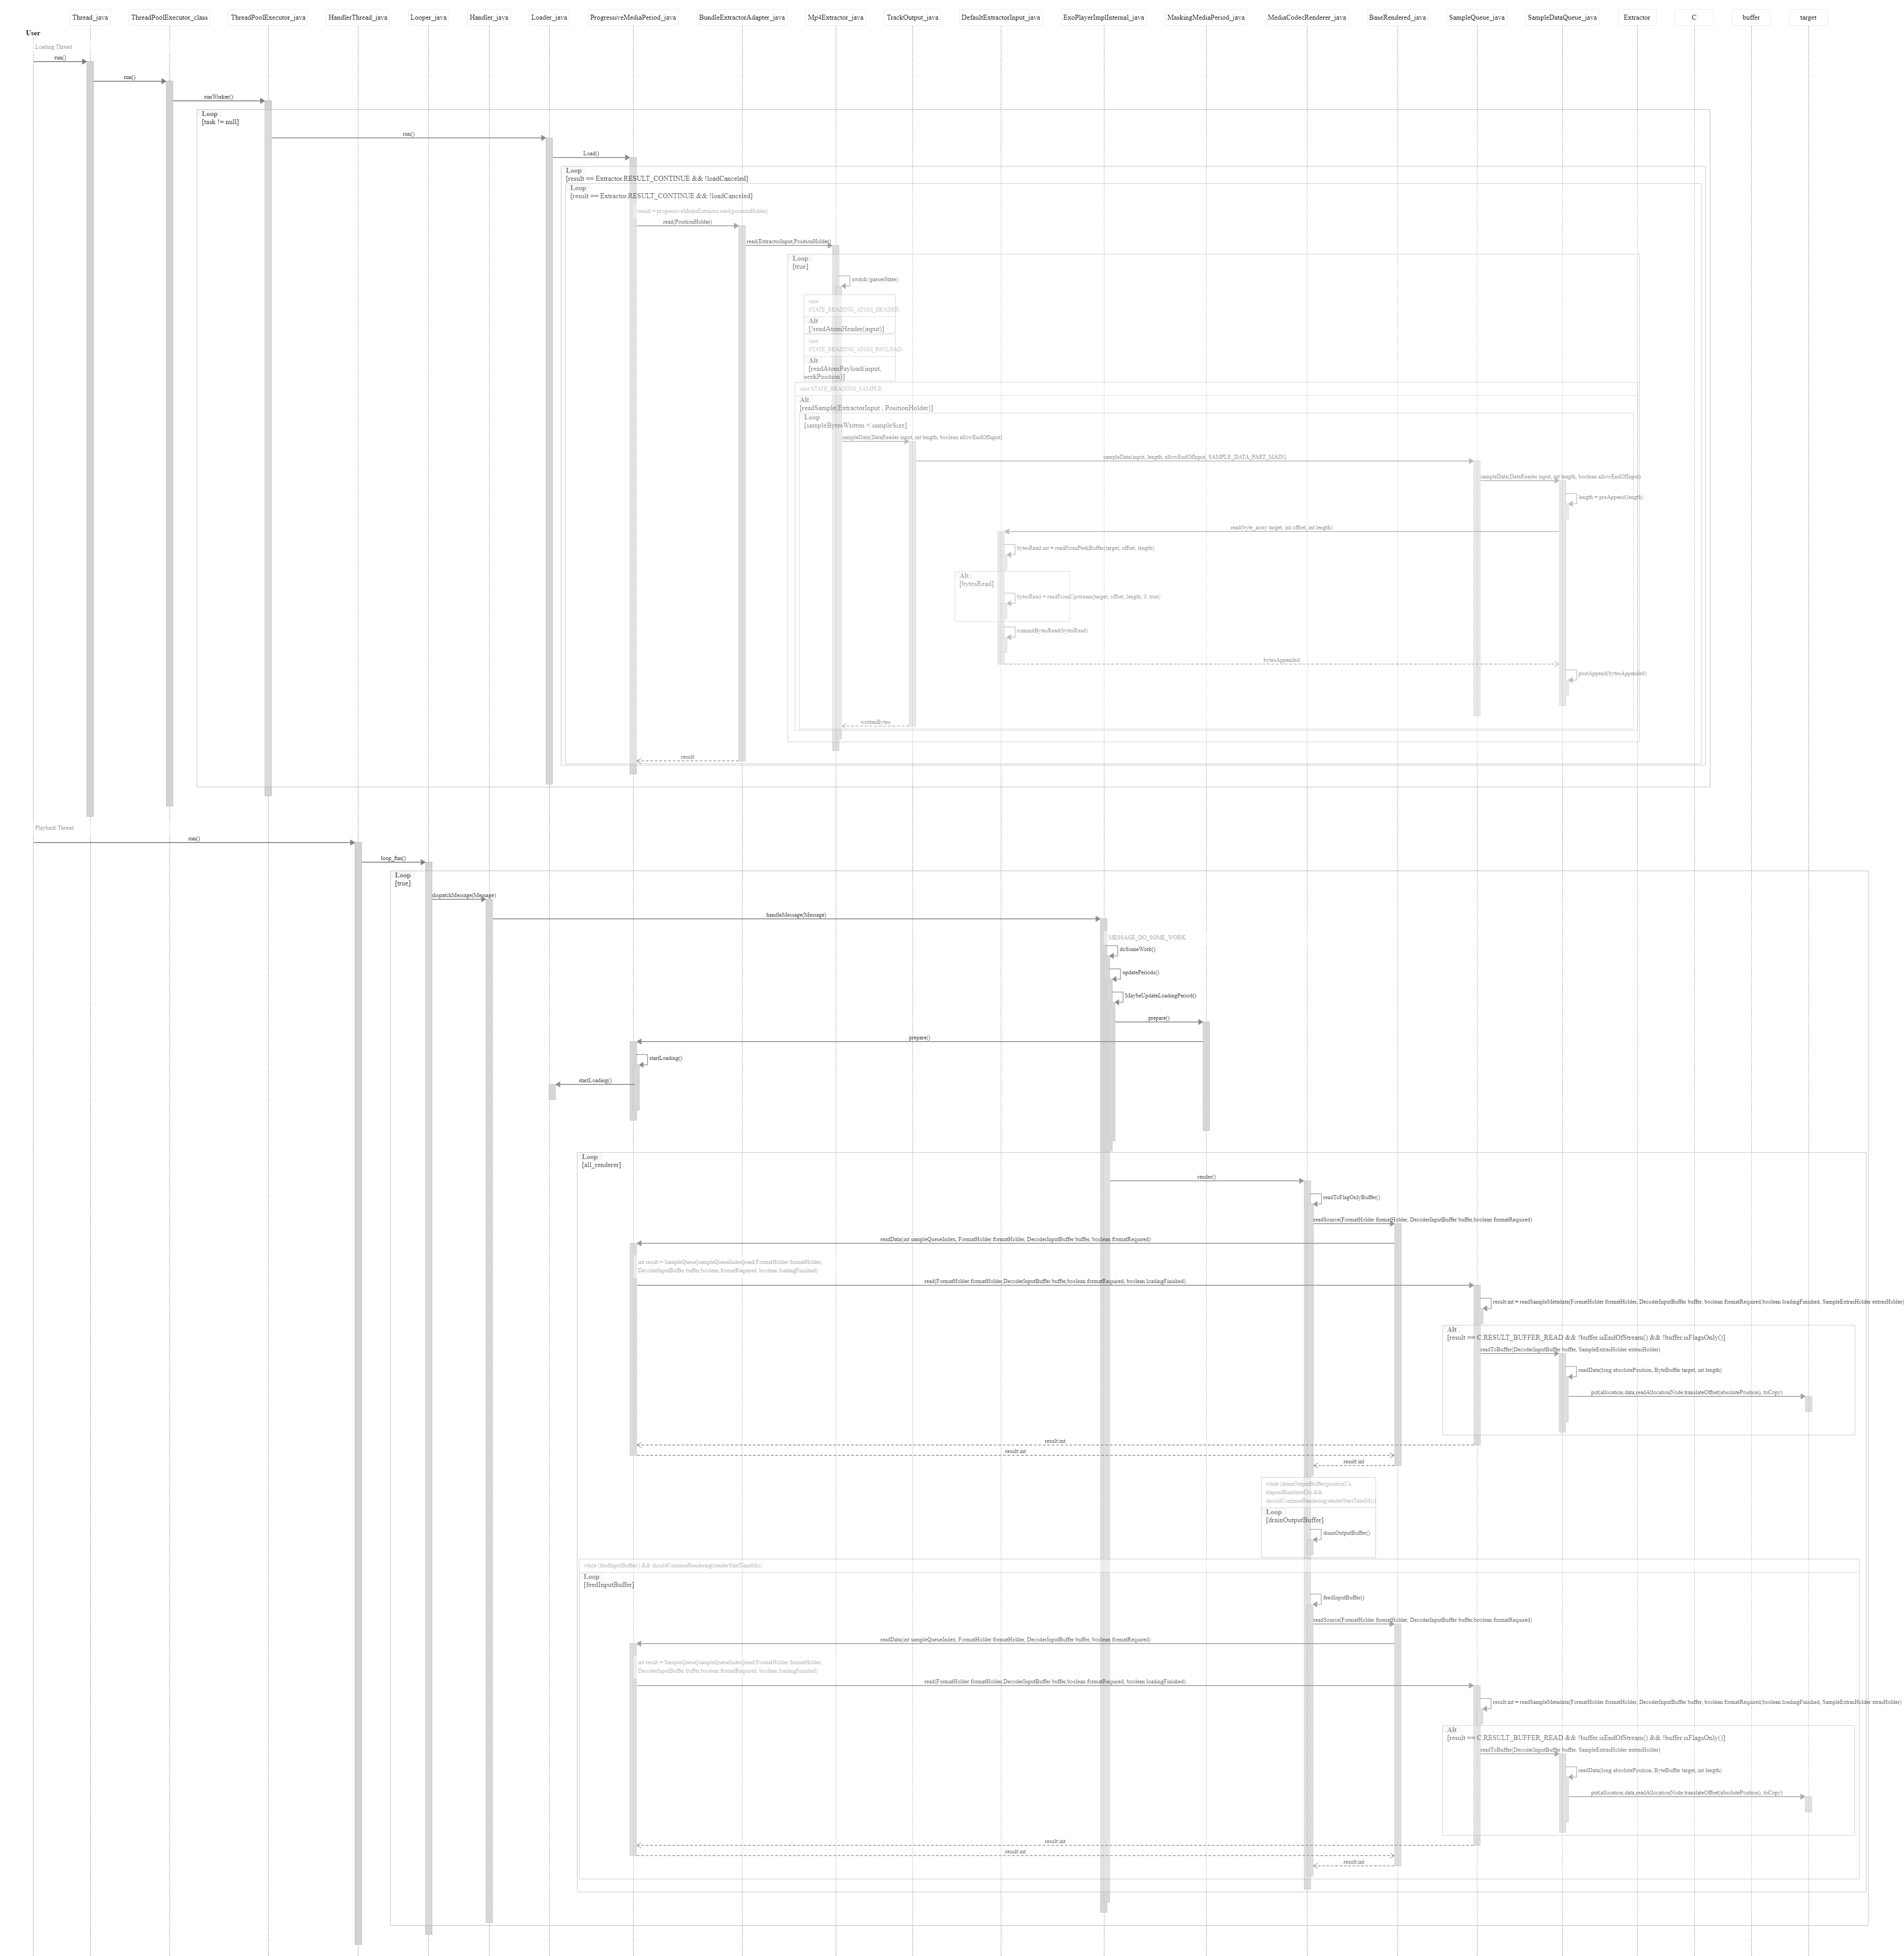 Thread_java
ThreadPoolExecutor_class
ThreadPoolExecutor_java
HandlerThread_java
Looper_java
Handler_java
Loader_java
ProgressiveMediaPeriod_java
BundleExtractorAdapter_java
Mp4Extractor_java
TrackOutput_java
DefaultExtractorInput_java
ExoPlayerImplInternal_java
MaskingMediaPeriod_java
MediaCodecRenderer_java
BaseRendered_java
SampleQueue_java
SampleDataQueue_java
Extractor
C
buffer
target
User
Loading Thread
run()
run()
runWorker()
Loop
[task != null]
run()
Load()
Loop
[result == Extractor.RESULT_CONTINUE && !loadCanceled]
Loop
[result == Extractor.RESULT_CONTINUE && !loadCanceled]
result = progressiveMediaExtractor.read(positionHolder)
read(PositionHolder)
read(ExtractorInput,PositionHolder)
Loop
[true]
switch (parserState)
case
STATE_READING_ATOM_HEADER:
Alt
[!readAtomHeader(input)]
case
STATE_READING_ATOM_PAYLOAD:
Alt
[readAtomPayload(input,
seekPosition)]
case STATE_READING_SAMPLE:
Alt
[readSample(ExtractorInput , PositionHolder)]
Loop
[sampleBytesWritten < sampleSize]
sampleData(DataReader input, int length, boolean allowEndOfInput)
sampleData(input, length, allowEndOfInput, SAMPLE_DATA_PART_MAIN)
sampleData(DataReader input, int length, boolean allowEndOfInput)
length = preAppend(length)
read(byte_array target, int offset, int length)
bytesRead:int = readFromPeekBuffer(target, offset, length)
Alt
[bytesRead]
bytesRead = readFromUpstream(target, offset, length, 0, true)
commitBytesRead(bytesRead)
bytesAppended
postAppend(bytesAppended)
writtenBytes
result
Playback Thread
run()
loop_fun()
Loop
[true]
dispatchMessage(Message)
handleMessage(Message)
MESSAGE_DO_SOME_WORK
doSomeWork()
updatePeriods()
MaybeUpdateLoadingPeriod()
prepare()
prepare()
startLoading()
startLoading()
Loop
[all_renderer]
render()
readToFlagOnlyBuffer()
readSource(FormatHolder formatHolder, DecoderInputBuffer buffer,boolean formatRequired)
readData(int sampleQueueIndex, FormatHolder formatHolder, DecoderInputBuffer buffer, boolean formatRequired)
int result = SampleQueue[sampleQueueIndex]read(FormatHolder formatHolder,
DecoderInputBuffer buffer,boolean formatRequired, boolean loadingFinished)
read(FormatHolder formatHolder,DecoderInputBuffer buffer,boolean formatRequired, boolean loadingFinished)
result:int = readSampleMetadata(FormatHolder formatHolder, DecoderInputBuffer buffer, boolean formatRequired,boolean loadingFinished, SampleExtrasHolder extrasHolder)
Alt
[result == C.RESULT_BUFFER_READ && !buffer.isEndOfStream() && !buffer.isFlagsOnly()]
readToBuffer(DecoderInputBuffer buffer, SampleExtrasHolder extrasHolder)
readData(long absolutePosition, ByteBuffer target, int length)
put(allocation.data,readAllocationNode.translateOffset(absolutePosition), toCopy)
result:int
result:int
result:int
while (drainOutputBuffer(positionUs,
elapsedRealtimeUs) &&
shouldContinueRendering(renderStartTimeMs))
Loop
[drainOutputBuffer]
drainOutputBuffer()
while (feedInputBuffer() && shouldContinueRendering(renderStartTimeMs))
Loop
[feedInputBuffer]
feedInputBuffer()
readSource(FormatHolder formatHolder, DecoderInputBuffer buffer,boolean formatRequired)
readData(int sampleQueueIndex, FormatHolder formatHolder, DecoderInputBuffer buffer, boolean formatRequired)
int result = SampleQueue[sampleQueueIndex]read(FormatHolder formatHolder,
DecoderInputBuffer buffer,boolean formatRequired, boolean loadingFinished)
read(FormatHolder formatHolder,DecoderInputBuffer buffer,boolean formatRequired, boolean loadingFinished)
result:int = readSampleMetadata(FormatHolder formatHolder, DecoderInputBuffer buffer, boolean formatRequired,boolean loadingFinished, SampleExtrasHolder xtrasHolder)
Alt
[result == C.RESULT_BUFFER_READ && !buffer.isEndOfStream() && !buffer.isFlagsOnly()]
readToBuffer(DecoderInputBuffer buffer, SampleExtrasHolder extrasHolder)
readData(long absolutePosition, ByteBuffer target, int length)
put(allocation.data,readAllocationNode.translateOffset(absolutePosition), toCopy)
result:int
result:int
result:int